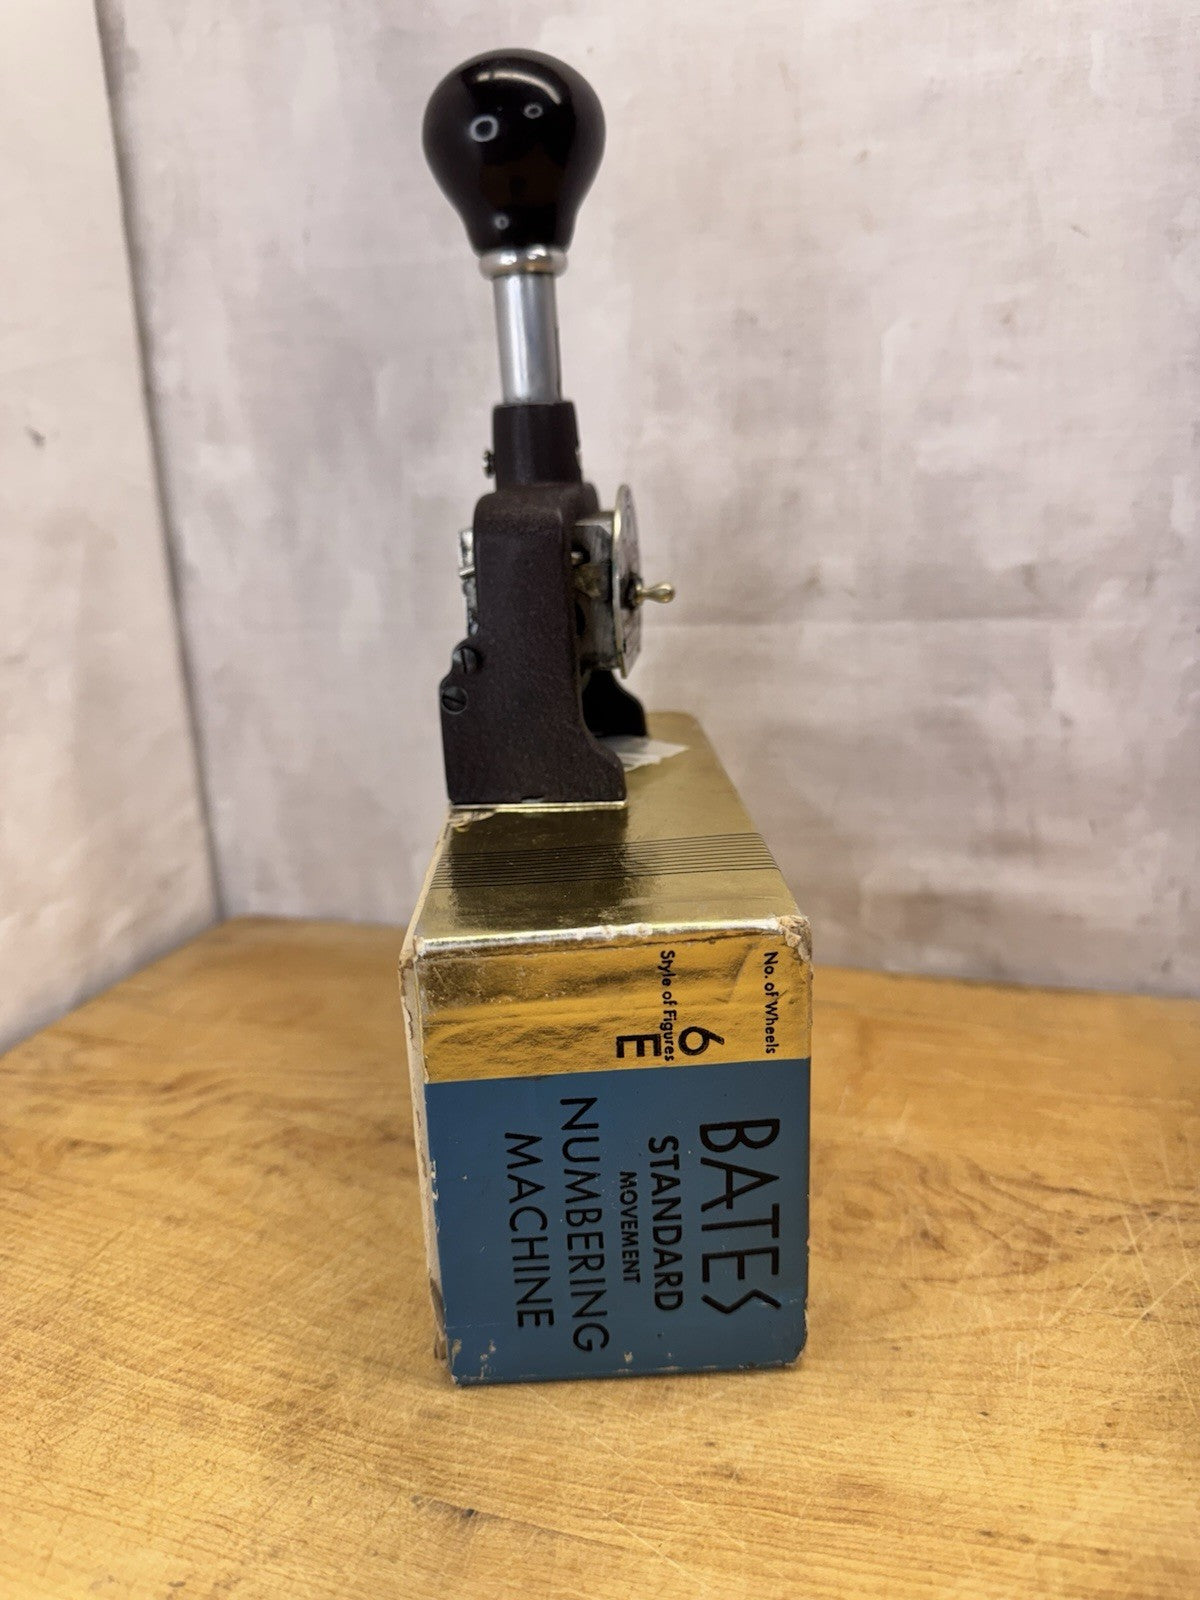 No. of Wheels
6
Style of Figures
E
BATES
STANDARD
MOVEMENT
NUMBERING
MACHINE